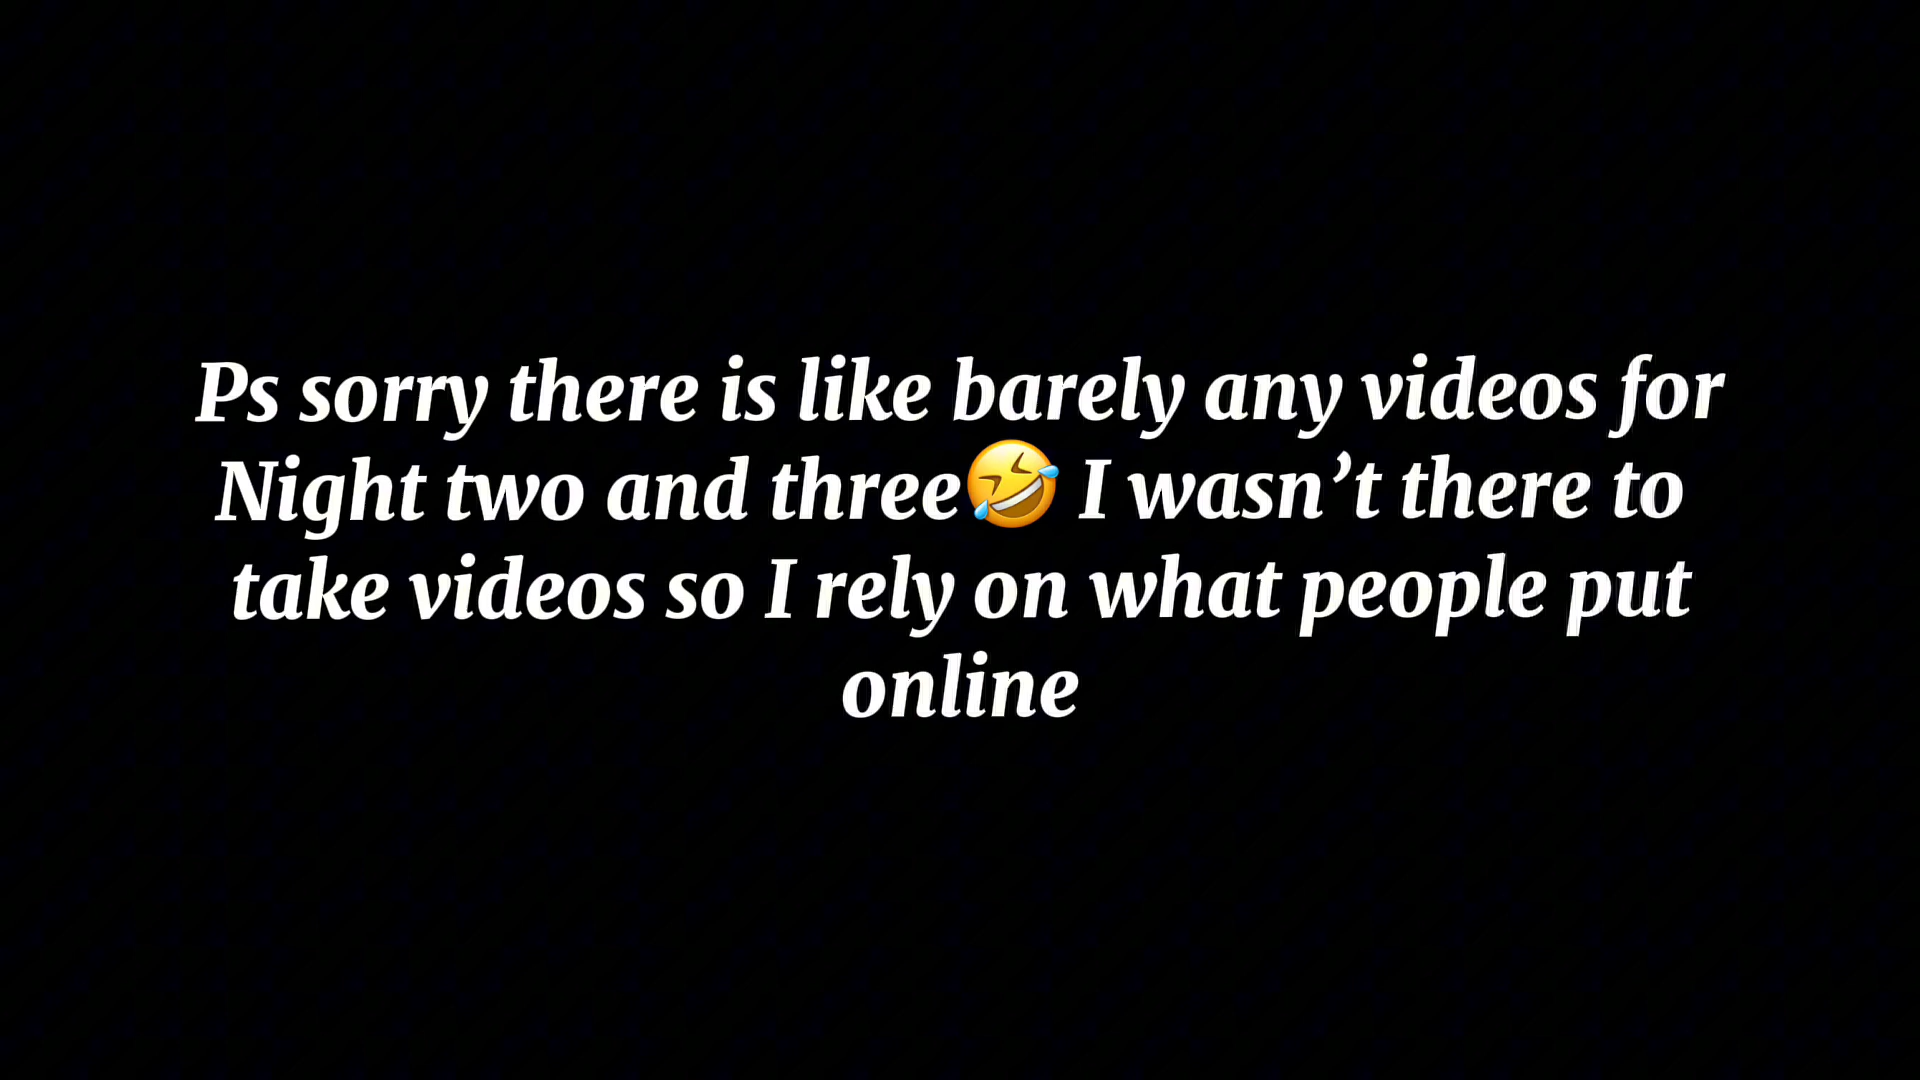 Ps sorry there is like barely any videos for
Night two and three🤣 I wasn’t there to
take videos so I rely on what people put
online